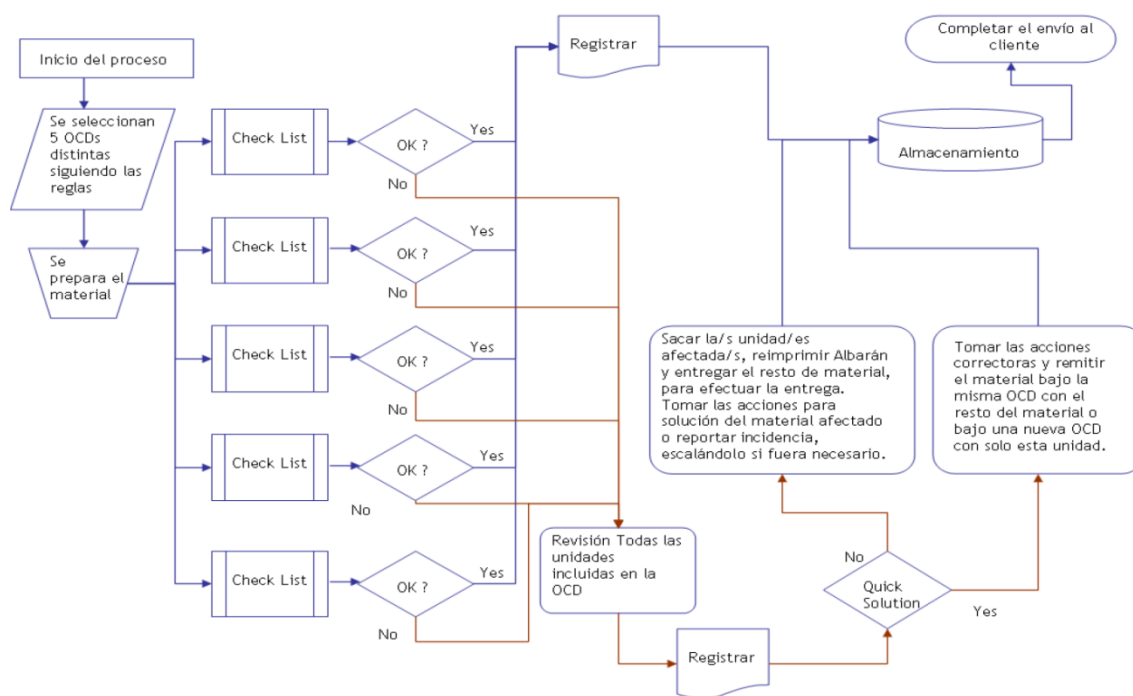 Inicio del proceso
Se seleccionan
5 OCDs
distintas
siguiendo las
reglas
Se
prepara el
material
Check List
OK ?
Yes
No
Check List
OK ?
Yes
No
Check List
OK ?
Yes
No
Check List
OK ?
Yes
No
Check List
OK ?
Yes
No
Registrar
Completar el envío al
cliente
Almacenamiento
Sacar la/s unidad/es
afectada/s, reimprimir Albarán
y entregar el resto de material,
para efectuar la entrega.
Tomar las acciones para
solución del material afectado
o reportar incidencia,
escalándolo si fuera necesario.
Tomar las acciones
correctoras y remitir
el material bajo la
misma OCD con el
resto del material o
bajo una nueva OCD
con solo esta unidad.
Revisión Todas las
unidades
incluidas en la
OCD
Registrar
No
Quick
Solution
Yes